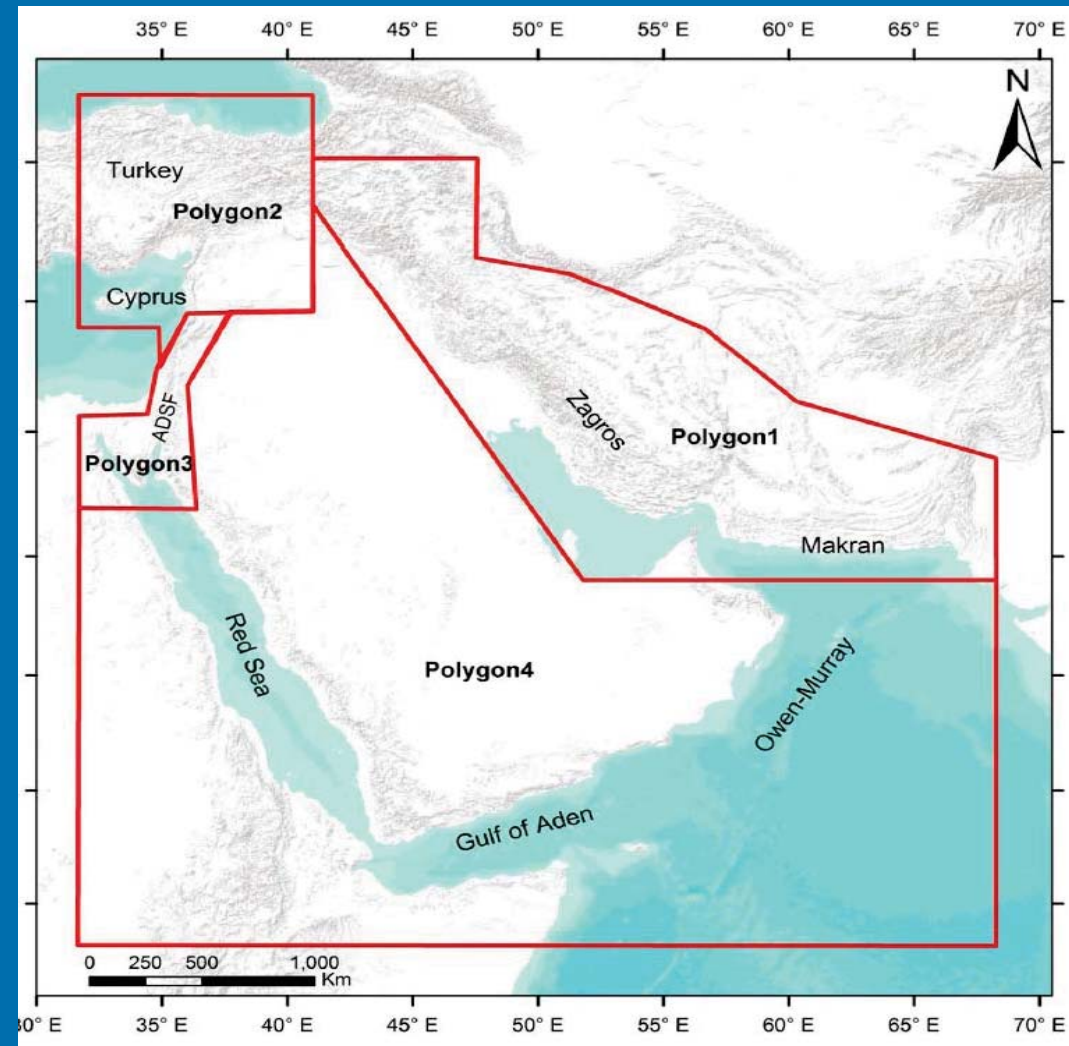 35° E 40° E 45° E 50° E 55° E 60° E 65° E 70° E
N
Turkey
Polygon2
Cyprus
ADSF
Zagros
Polygon1
Polygon3
Makran
Red Sea
Polygon4
Owen-Murray
Gulf of Aden
0 250 500 1,000
Km
30° E 35° E 40° E 45° E 50° E 55° E 60° E 65° E 70° E